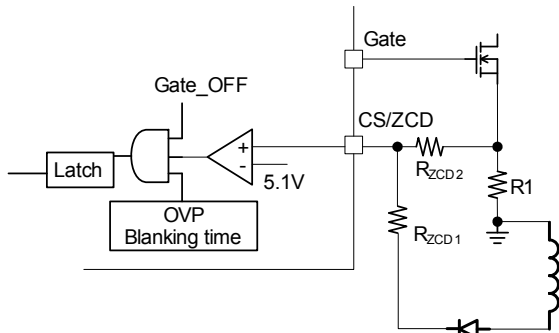 Gate
Gate_OFF
CS/ZCD
+
-
5.1V
Latch
OVP
Blanking time
RZCD2
R1
RZCD1